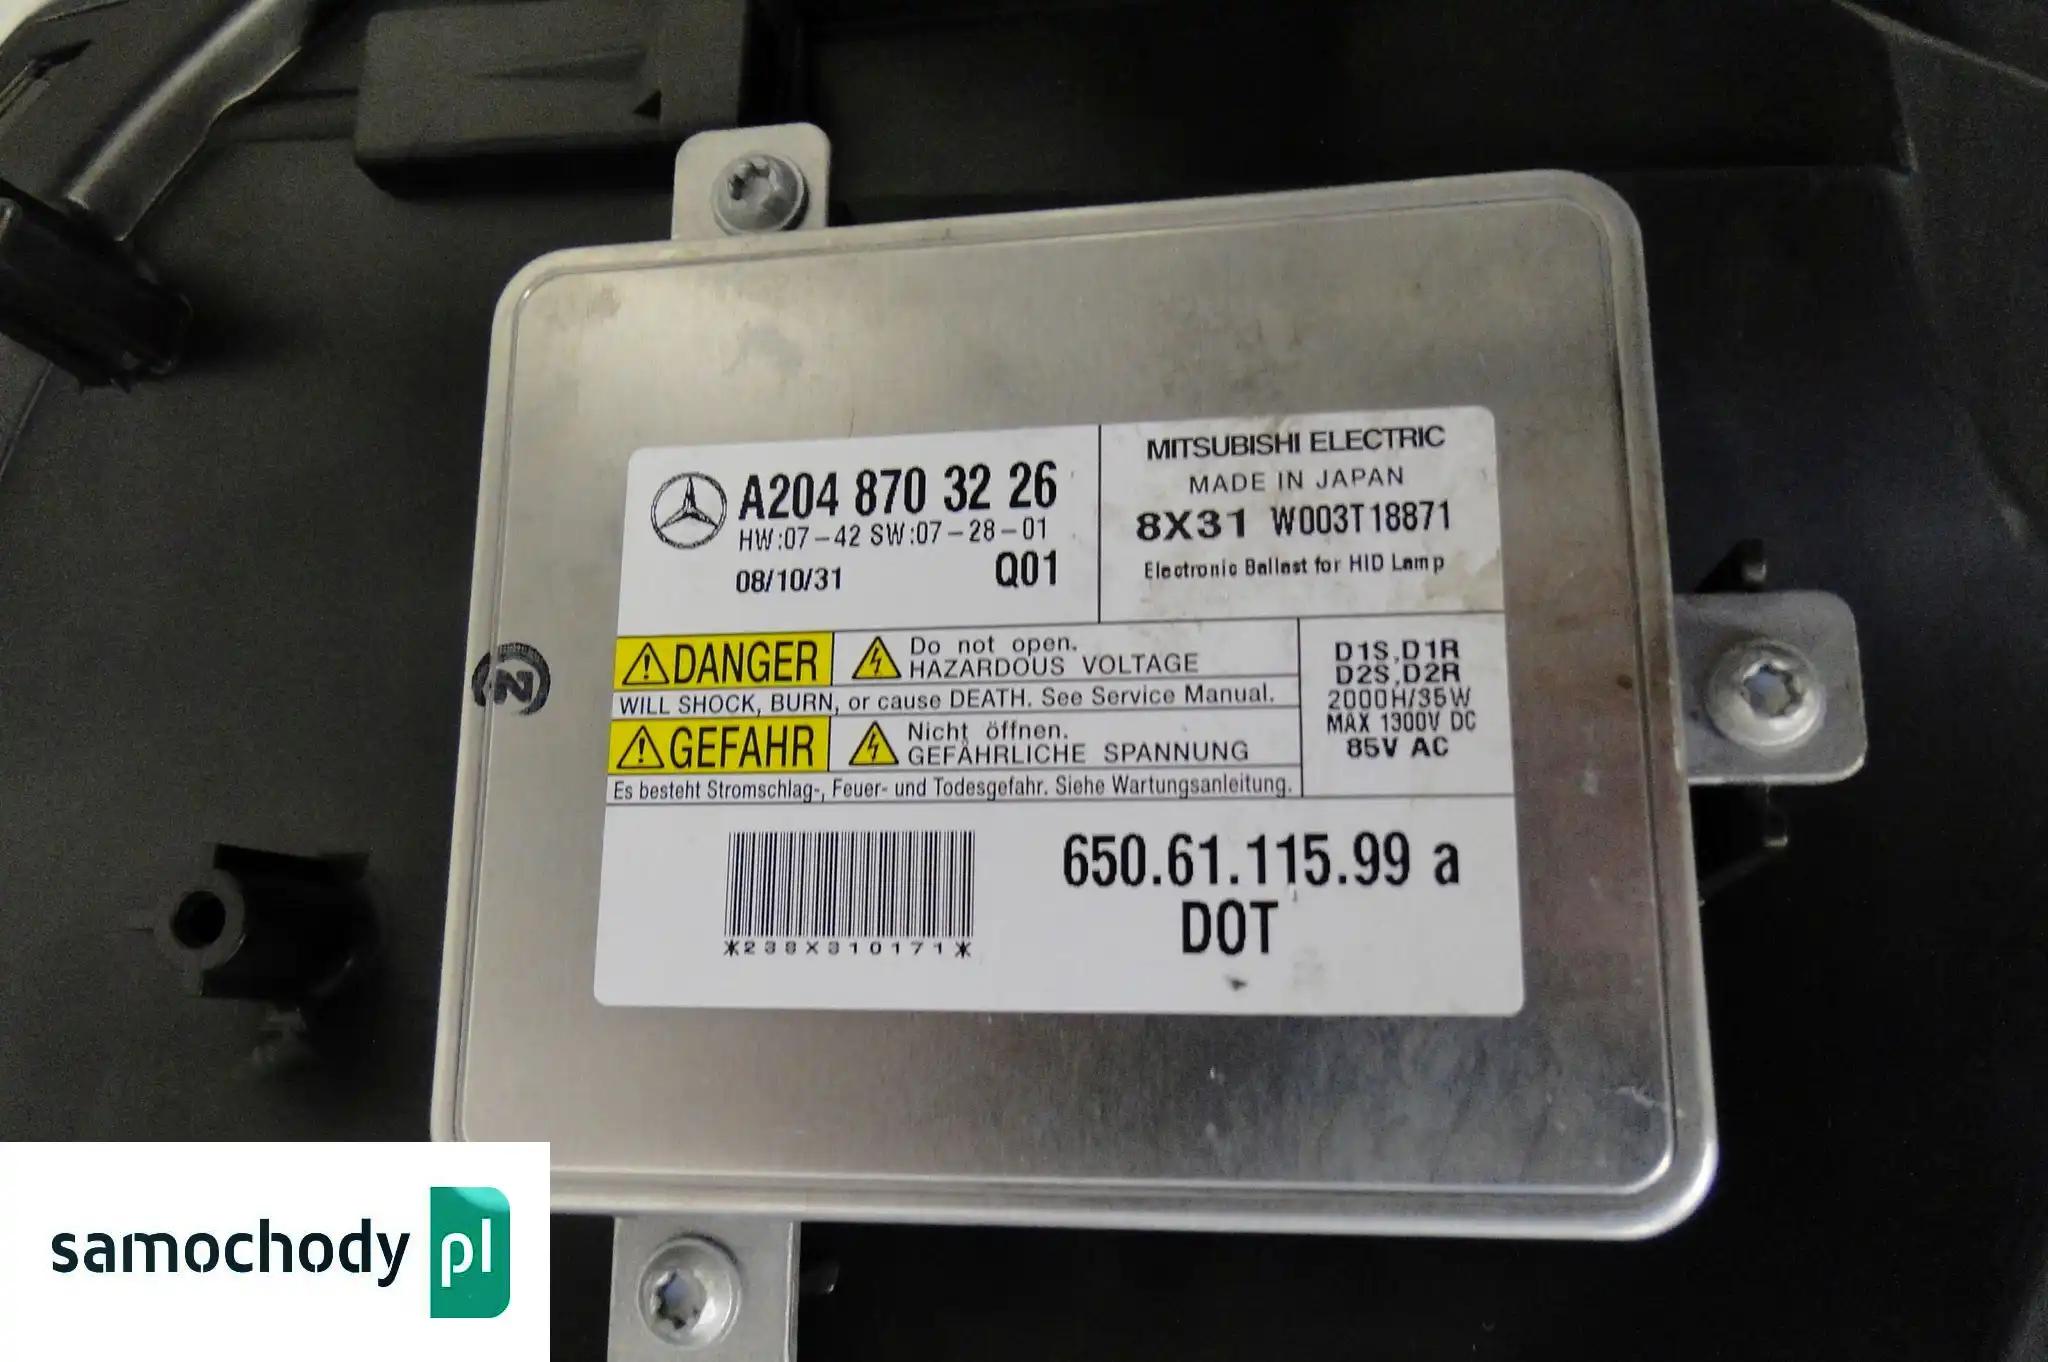 A204 870 3226
HW:07-42 SW:07-28-01
08/10/31 Q01
MITSUBISHI ELECTRIC
MADE IN JAPAN
8X31 W003T18871
Electronic Ballast for HID Lamp
DANGER
Do not open.
HAZARDOUS VOLTAGE
WILL SHOCK, BURN, or cause DEATH. See Service Manual.
GEFAHR
Nicht öffnen.
GEFÄHRLICHE SPANNUNG
Es besteht Stromschlag-, Feuer- und Todesgefahr. Siehe Wartungsanleitung.
D1S,D1R
D2S,D2R
2000H/35W
MAX 1300V DC
85V AC
*238X310171*
650.61.115.99 a
DOT
N
samochody pl